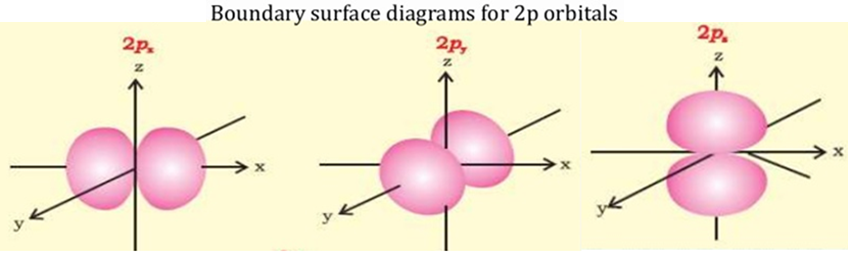 Boundary surface diagrams for 2p orbitals
2pₓ
z
x
y
2pᵧ
z
x
y
2p_z
z
x
y